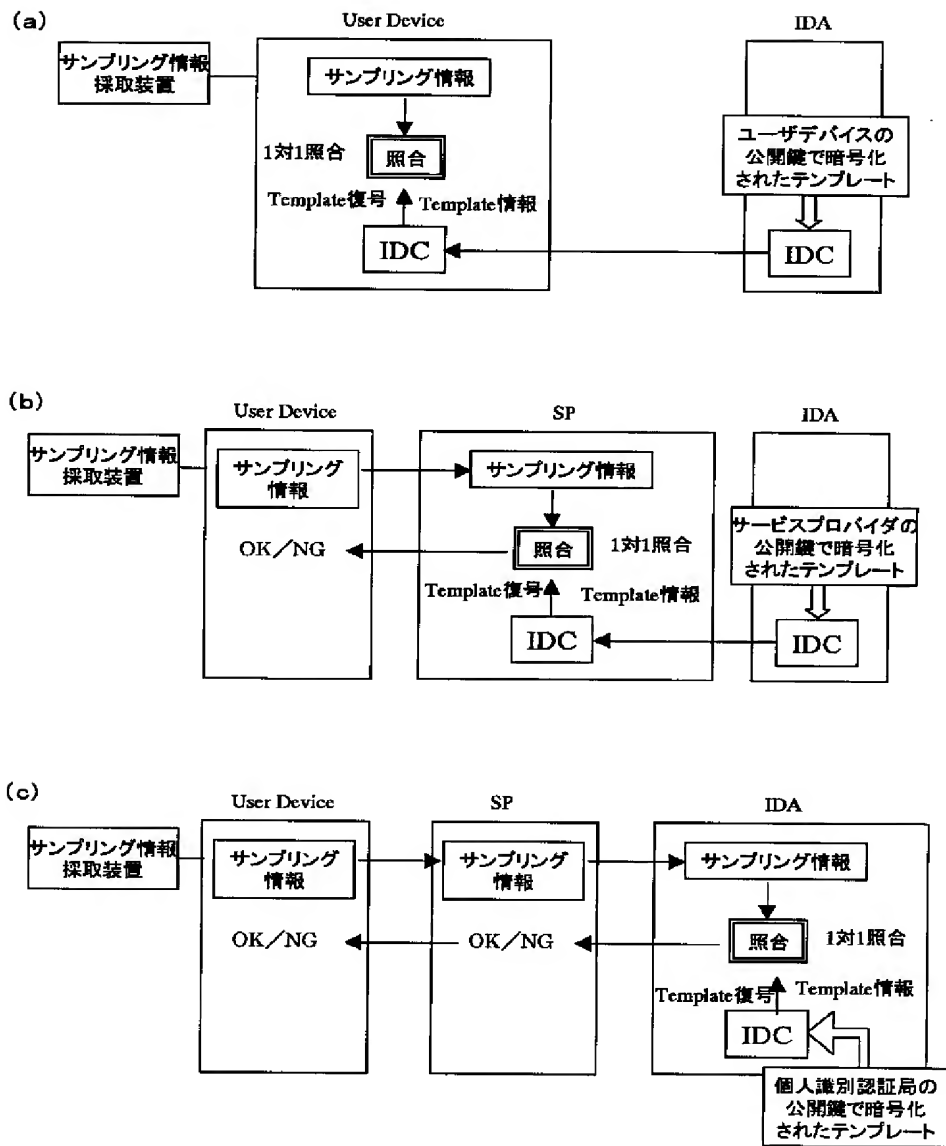 (a)
User Device
IDA
サンプリング情報
採取装置
サンプリング情報
1対1照合
照合
Template復号
Template情報
IDC
ユーザデバイスの
公開鍵で暗号化
されたテンプレート
IDC
(b)
User Device
SP
IDA
サンプリング情報
採取装置
サンプリング
情報
サンプリング情報
OK/NG
照合
1対1照合
Template復号
Template情報
IDC
サービスプロバイダの
公開鍵で暗号化
されたテンプレート
IDC
(c)
User Device
SP
IDA
サンプリング情報
採取装置
サンプリング
情報
サンプリング
情報
サンプリング情報
OK/NG
OK/NG
照合
1対1照合
Template復号
Template情報
IDC
個人識別認証局の
公開鍵で暗号化
されたテンプレート